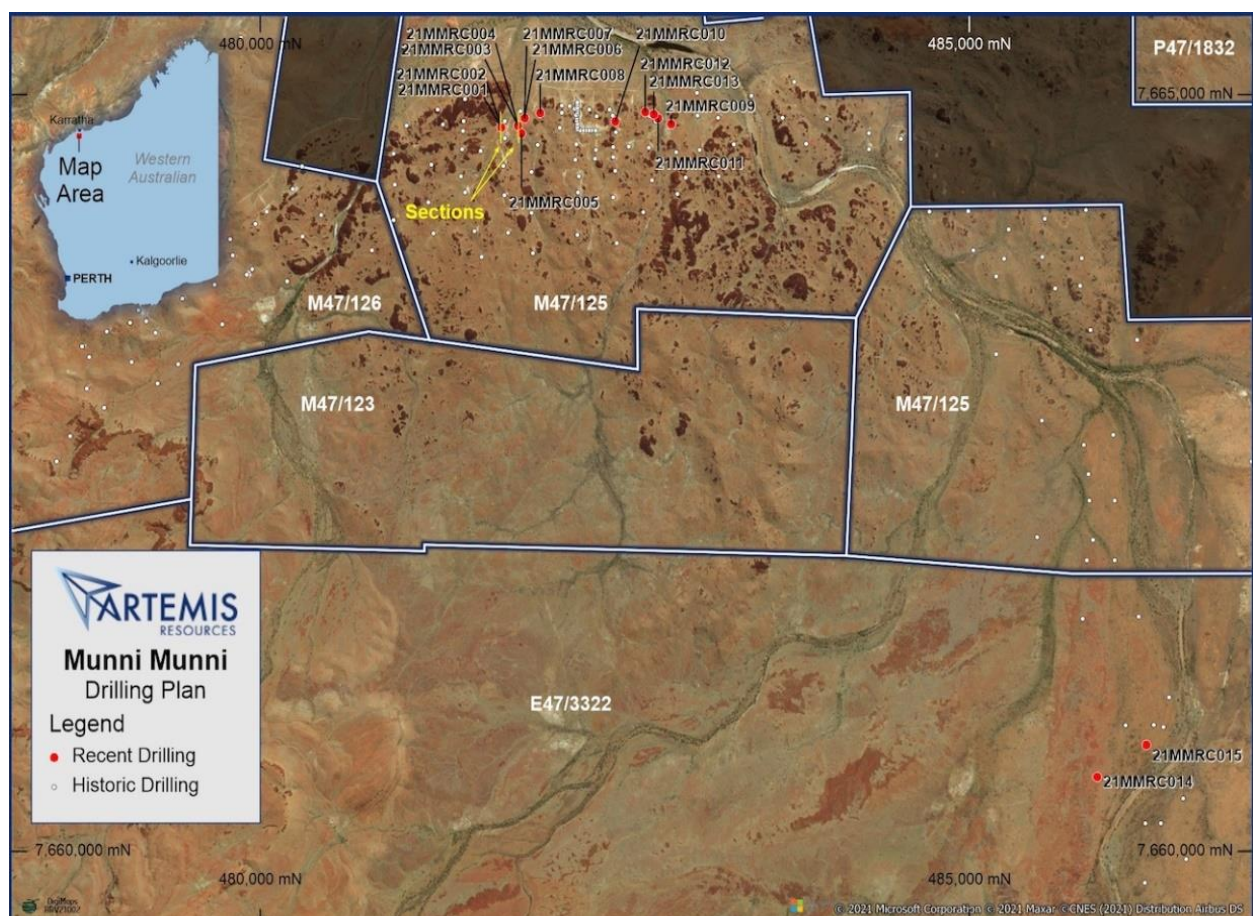 480,000 mN
485,000 mN
P47/1832
7,665,000 mN
21MMRC004
21MMRC003
21MMRC002
21MMRC001
21MMRC007
21MMRC006
21MMRC008
21MMRC010
21MMRC012
21MMRC013
21MMRC009
21MMRC011
21MMRC005
Sections
Karratha
Map
Area
Western
Australian
Kalgoorlie
PERTH
M47/126
M47/125
M47/123
M47/125
E47/3322
21MMRC015
21MMRC014
ARTEMIS
RESOURCES
Munni Munni
Drilling Plan
Legend
Recent Drilling
Historic Drilling
7,660,000 mN
7,660,000 mN
480,000 mN
485,000 mN
DigiMaps
© 2021 Microsoft Corporation © 2021 Maxar ©CNES (2021) Distribution Airbus DS